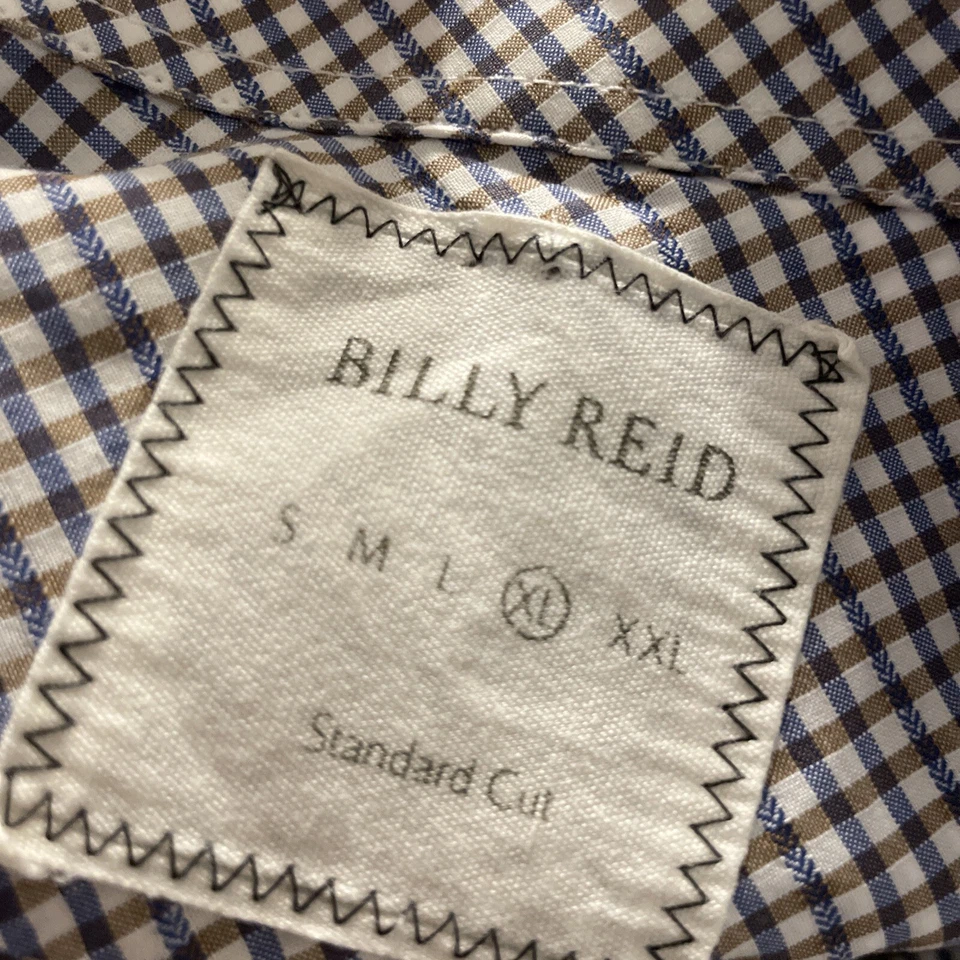 BILLY REID
S M L XL XXL
Standard Cut